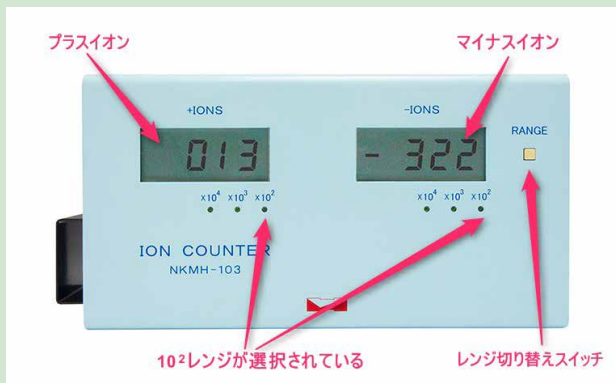 プラスイオン
マイナスイオン
+IONS
-IONS
RANGE
013
- 322
x10⁴ x10³ x10²
x10⁴ x10³ x10²
ION COUNTER
NKMH-103
10²レンジが選択されている
レンジ切り替えスイッチ